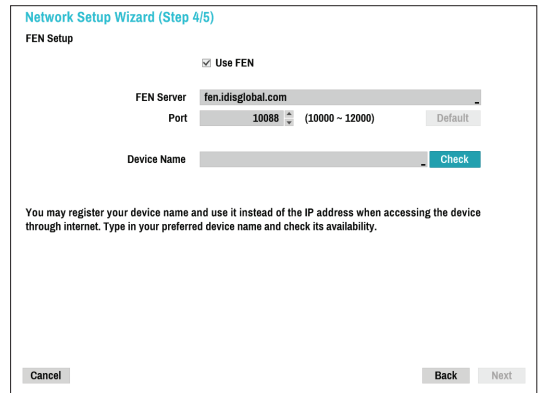 Network Setup Wizard (Step 4/5)
FEN Setup
Use FEN
FEN Server fen.idisglobal.com
Port 10088 (10000 ~ 12000) Default
Device Name Check
You may register your device name and use it instead of the IP address when accessing the device
through internet. Type in your preferred device name and check its availability.
Cancel Back Next